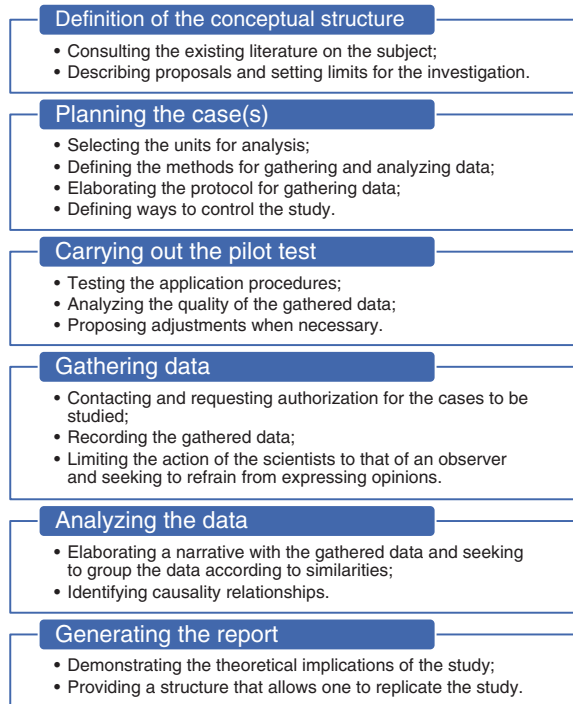 Definition of the conceptual structure
• Consulting the existing literature on the subject;
• Describing proposals and setting limits for the investigation.
Planning the case(s)
• Selecting the units for analysis;
• Defining the methods for gathering and analyzing data;
• Elaborating the protocol for gathering data;
• Defining ways to control the study.
Carrying out the pilot test
• Testing the application procedures;
• Analyzing the quality of the gathered data;
• Proposing adjustments when necessary.
Gathering data
• Contacting and requesting authorization for the cases to be
studied;
• Recording the gathered data;
• Limiting the action of the scientists to that of an observer
and seeking to refrain from expressing opinions.
Analyzing the data
• Elaborating a narrative with the gathered data and seeking
to group the data according to similarities;
• Identifying causality relationships.
Generating the report
• Demonstrating the theoretical implications of the study;
• Providing a structure that allows one to replicate the study.